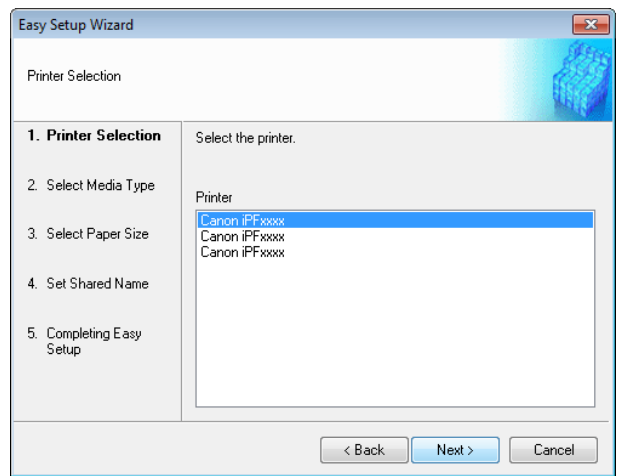 Easy Setup Wizard
Printer Selection
1. Printer Selection
2. Select Media Type
3. Select Paper Size
4. Set Shared Name
5. Completing Easy
Setup
Select the printer.
Printer
Canon iPFxxxx
Canon iPFxxxx
Canon iPFxxxx
< Back
Next >
Cancel